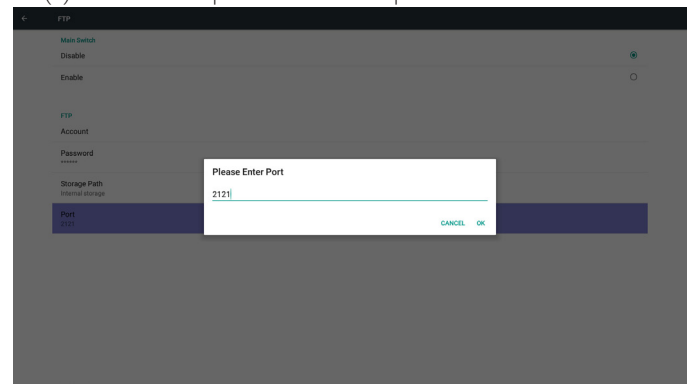 ← FTP
Main Switch
Disable
Enable
FTP
Account
Password
******
Storage Path
Internal storage
Port
2121
Please Enter Port
2121
CANCEL OK